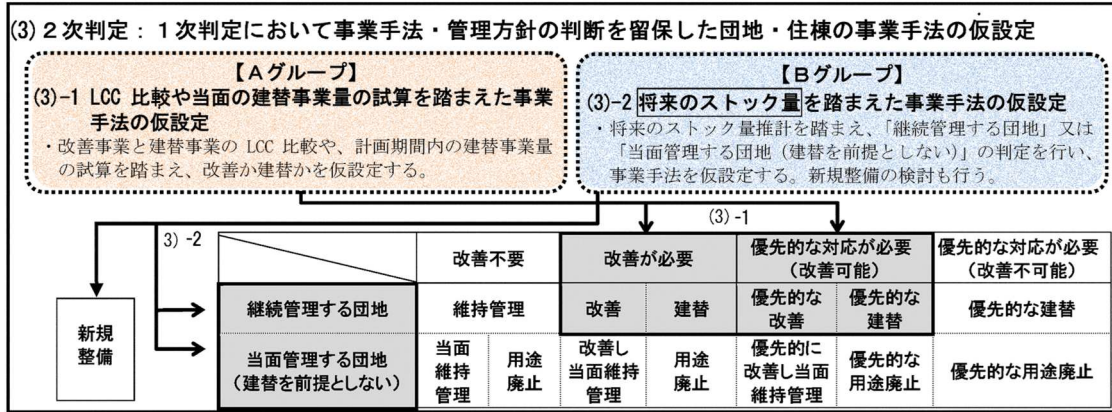 (3)２次判定：１次判定において事業手法・管理方針の判断を留保した団地・住棟の事業手法の仮設定
【Ａグループ】
(3)-1 LCC 比較や当面の建替事業量の試算を踏まえた事業
手法の仮設定
・改善事業と建替事業の LCC 比較や、計画期間内の建替事業量
の試算を踏まえ、改善か建替かを仮設定する。
【Ｂグループ】
(3)-2 将来のストック量を踏まえた事業手法の仮設定
・将来のストック量推計を踏まえ、「継続管理する団地」又は
「当面管理する団地（建替を前提としない）」の判定を行い、
事業手法を仮設定する。新規整備の検討も行う。
3）-2
(3)-1
新規
整備
改善不要
改善が必要
優先的な対応が必要
（改善可能）
優先的な対応が必要
（改善不可能）
継続管理する団地
維持管理
改善
建替
優先的な
改善
優先的な
建替
優先的な建替
当面管理する団地
（建替を前提としない）
当面
維持
管理
用途
廃止
改善し
当面維持
管理
用途
廃止
優先的に
改善し当面
維持管理
優先的な
用途廃止
優先的な用途廃止